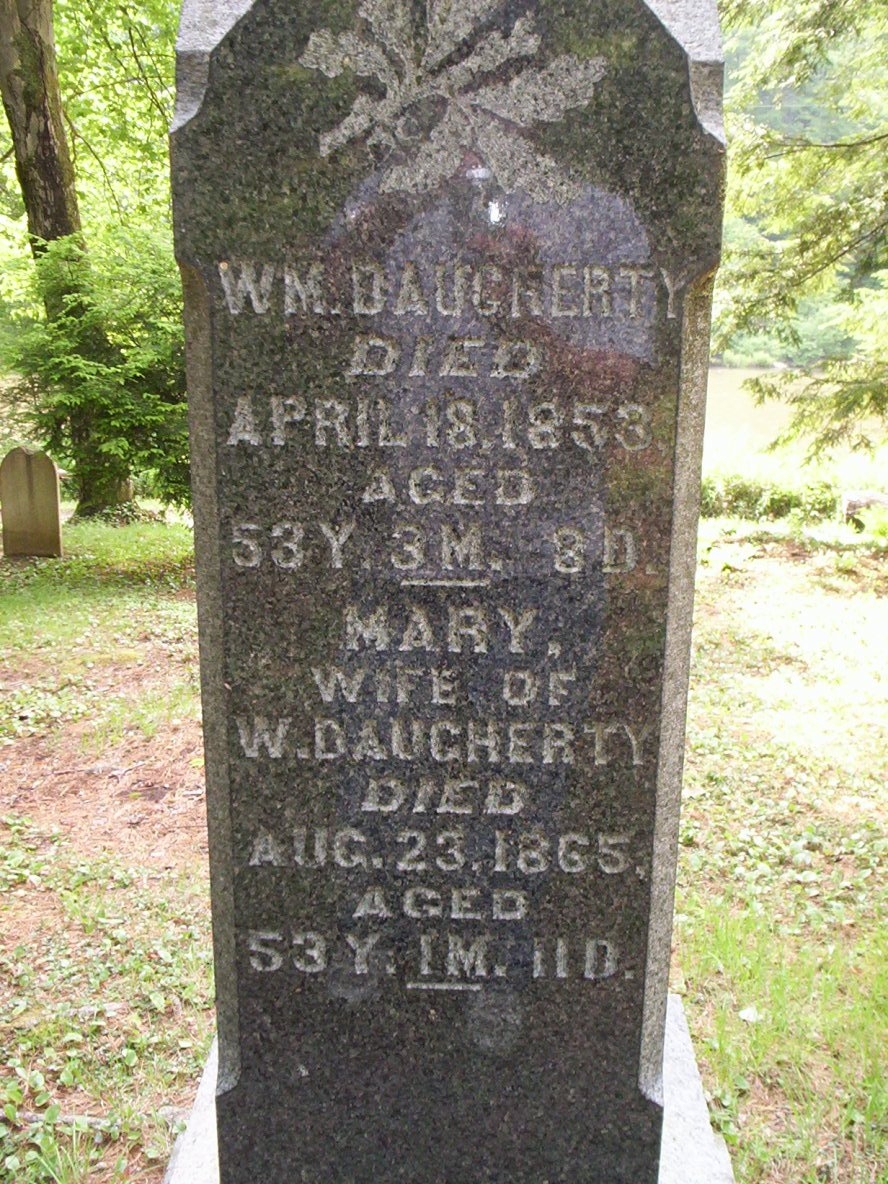 WM. DAUGHERTY
DIED
APRIL 18, 1853.
AGED
53 Y. 3 M. 8 D.
MARY,
WIFE OF
W. DAUGHERTY
DIED
AUG. 23, 1865,
AGED
53 Y. 1 M. 11 D.